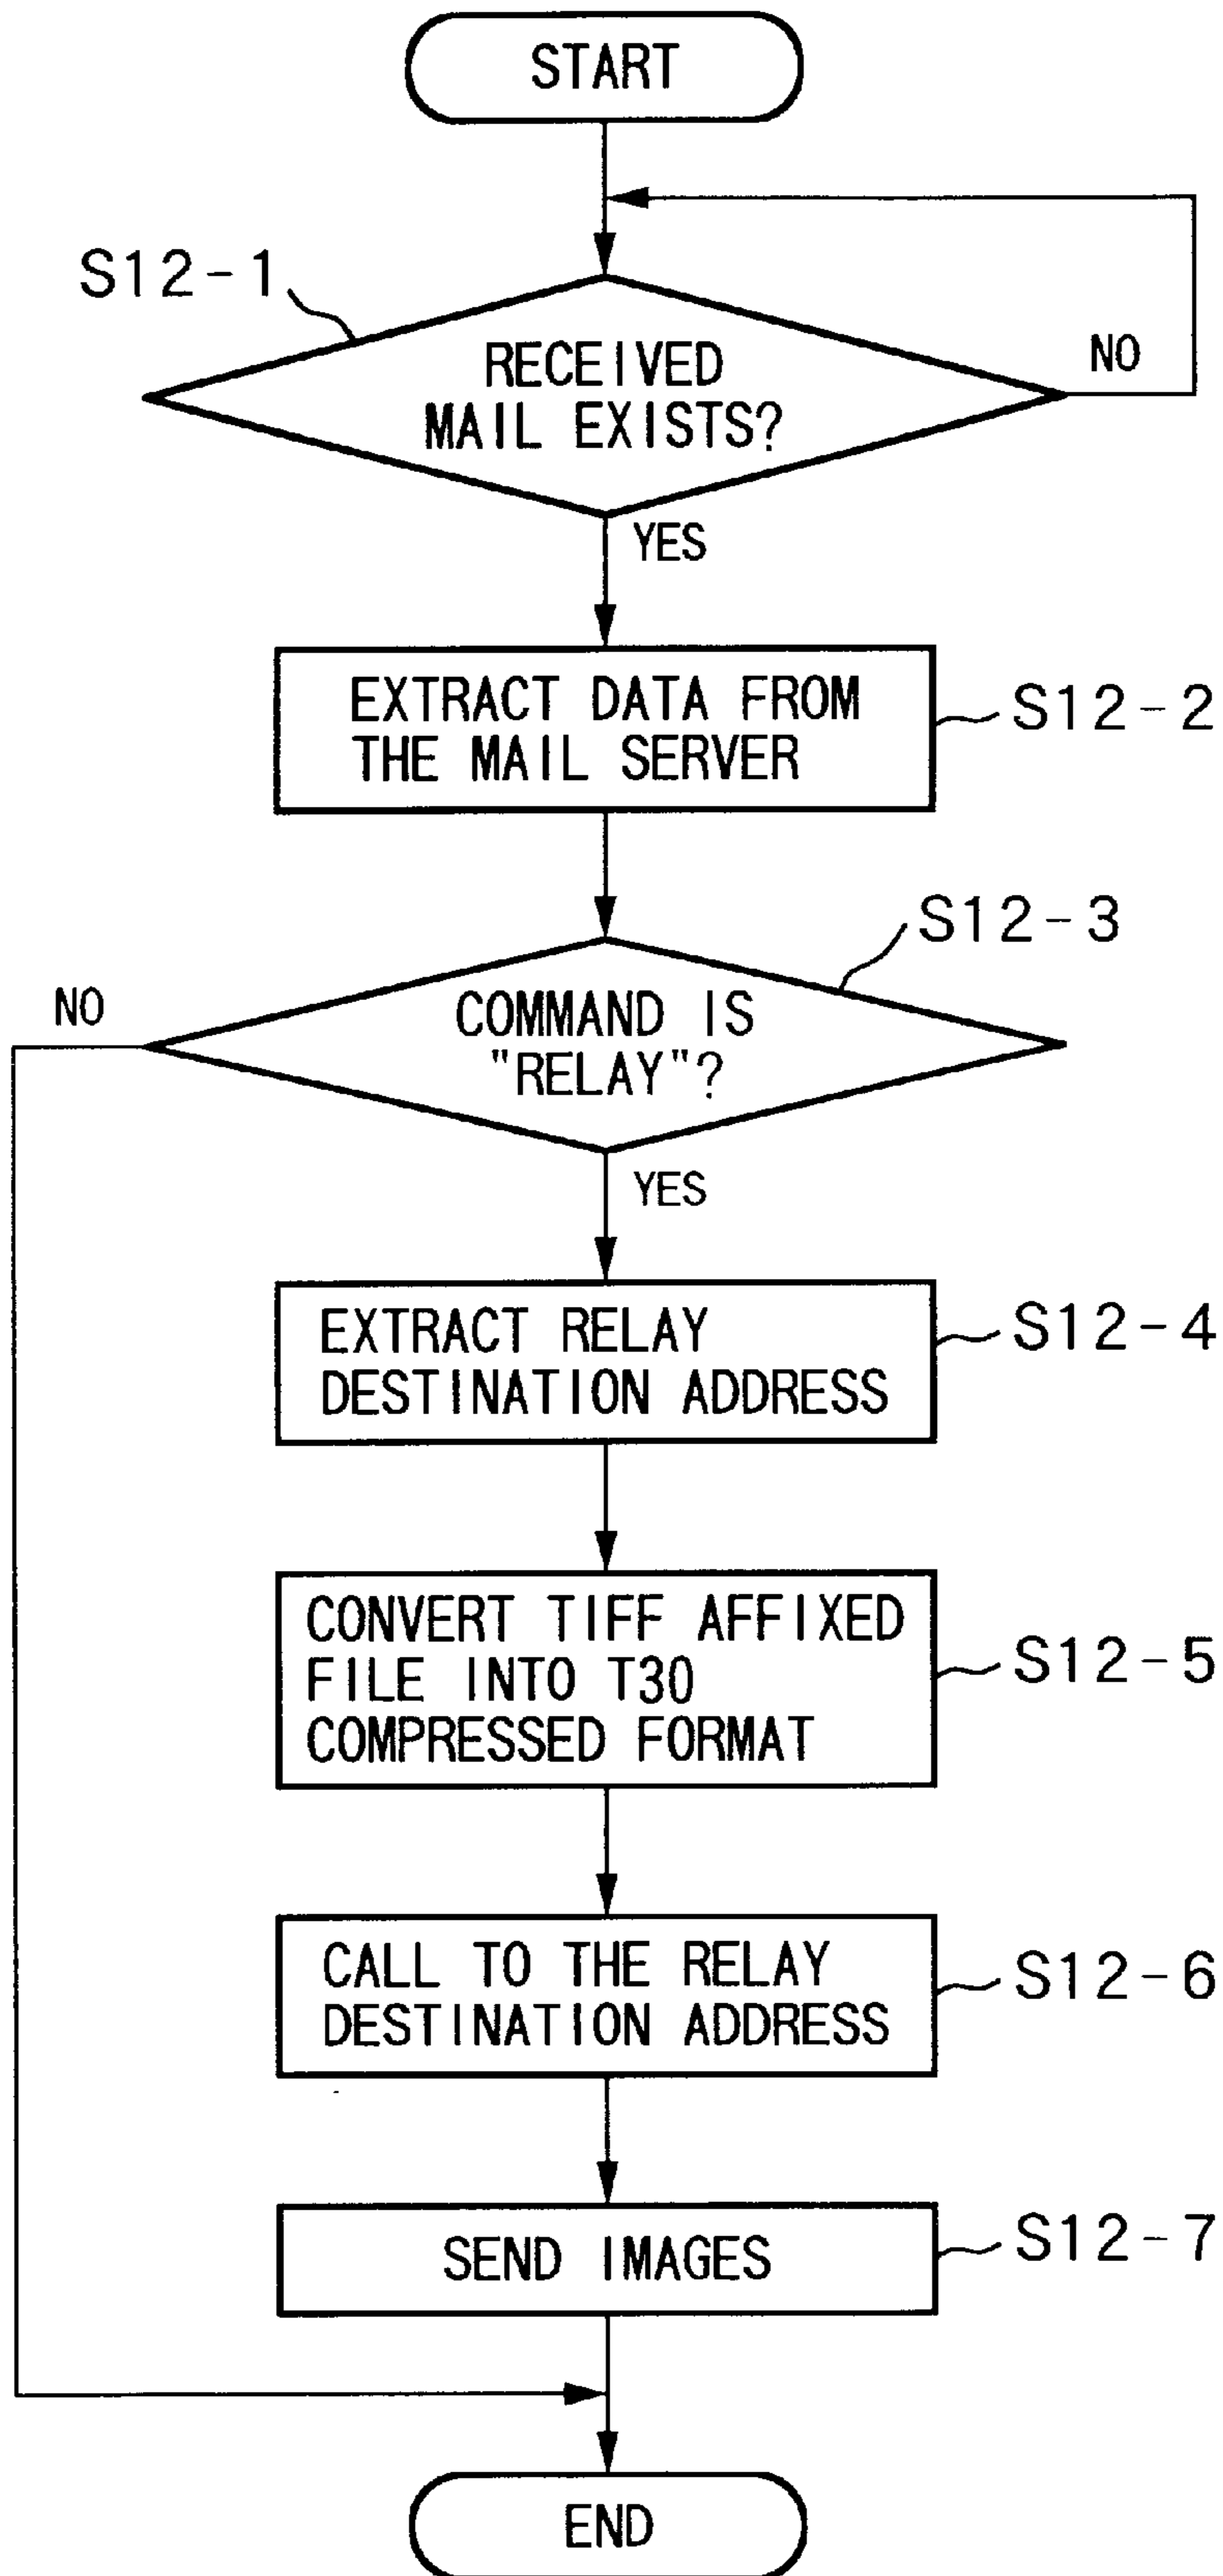 START
S12-1
RECEIVED
MAIL EXISTS?
NO
YES
EXTRACT DATA FROM
THE MAIL SERVER
S12-2
S12-3
NO
COMMAND IS
"RELAY"?
YES
EXTRACT RELAY
DESTINATION ADDRESS
S12-4
CONVERT TIFF AFFIXED
FILE INTO T30
COMPRESSED FORMAT
S12-5
CALL TO THE RELAY
DESTINATION ADDRESS
S12-6
SEND IMAGES
S12-7
END